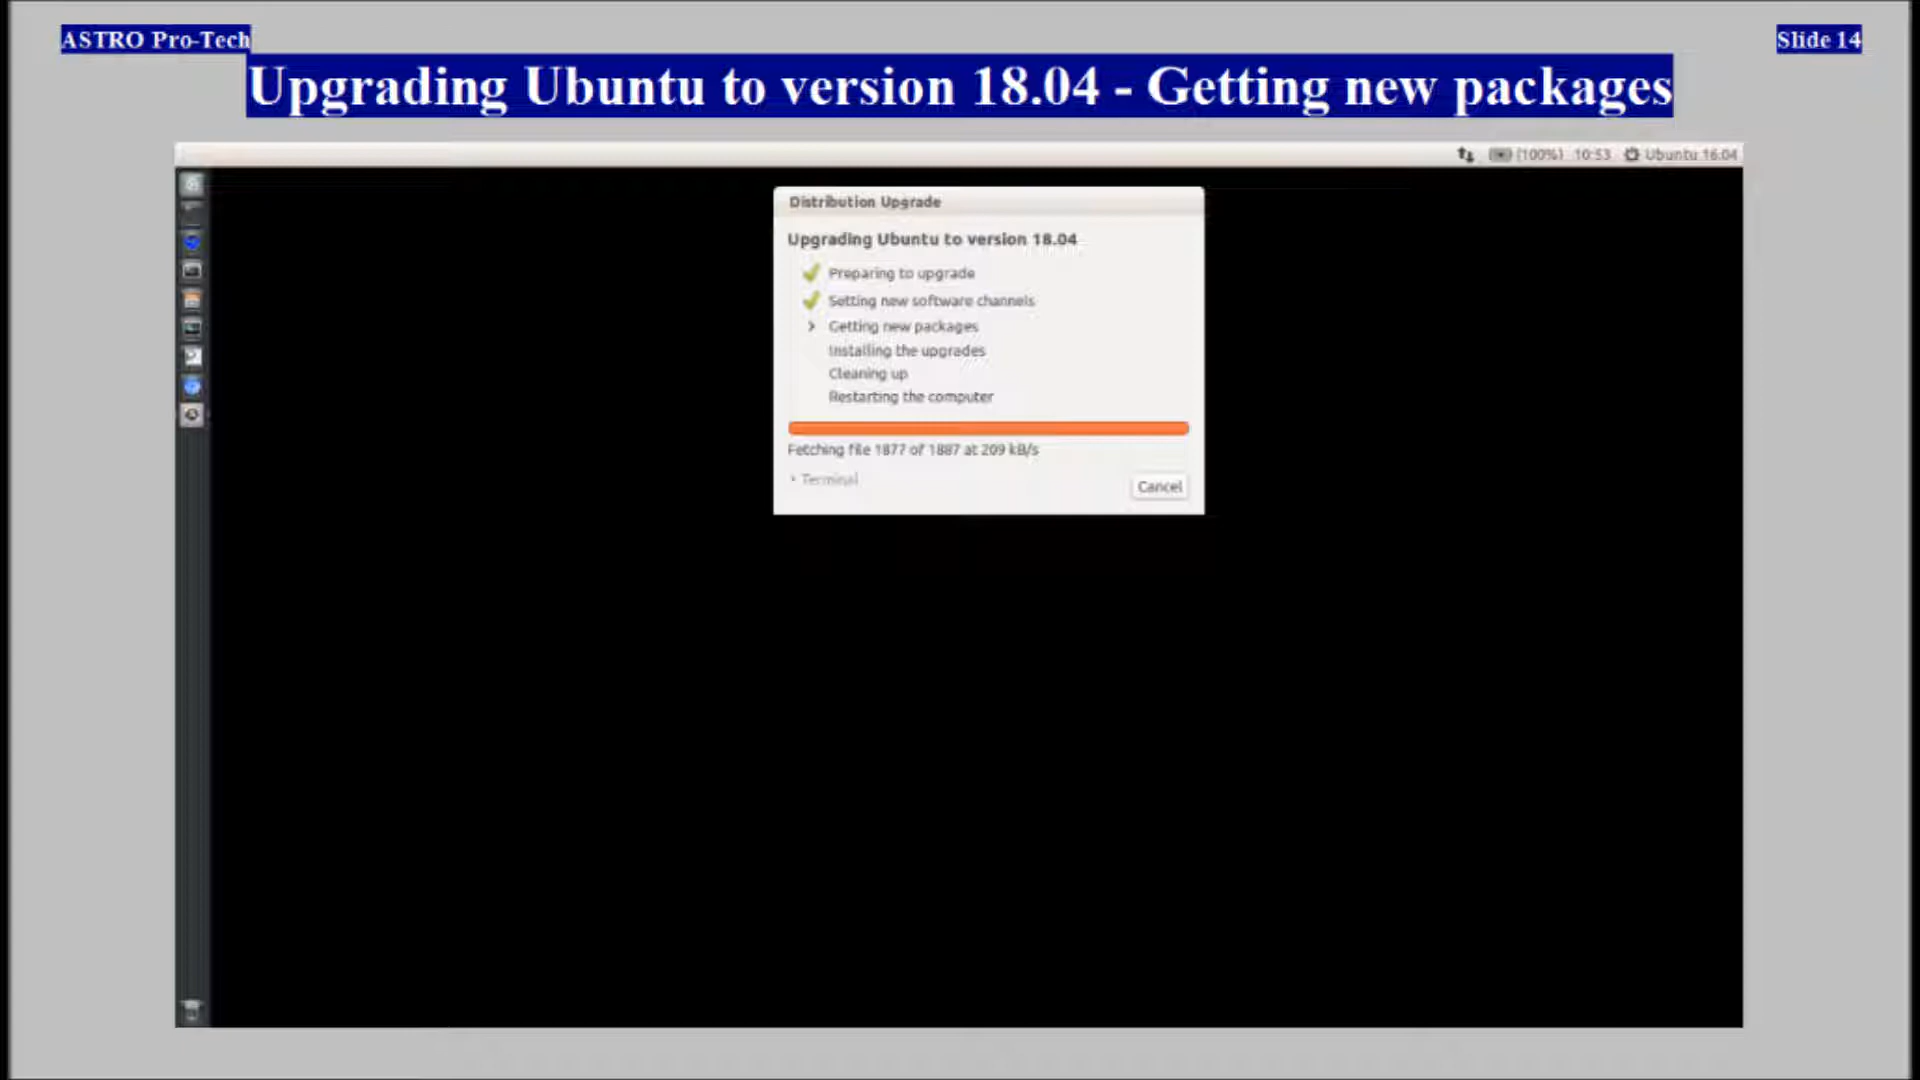 ASTRO Pro-Tech
Slide 14
Upgrading Ubuntu to version 18.04 - Getting new packages
(100%) 10:53 Ubuntu 16.04
Distribution Upgrade
Upgrading Ubuntu to version 18.04
Preparing to upgrade
Setting new software channels
Getting new packages
Installing the upgrades
Cleaning up
Restarting the computer
Fetching file 1877 of 1887 at 209 kB/s
Terminal
Cancel